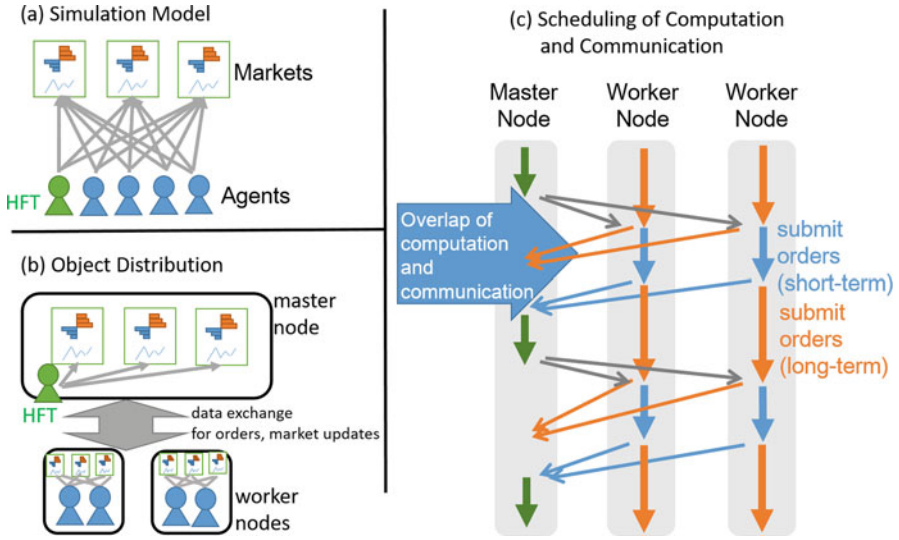 (a) Simulation Model
Markets
HFT
Agents
(b) Object Distribution
master
node
HFT
data exchange
for orders, market updates
worker
nodes
(c) Scheduling of Computation
and Communication
Master
Node
Worker
Node
Worker
Node
Overlap of
computation
and
communication
submit
orders
(short-term)
submit
orders
(long-term)